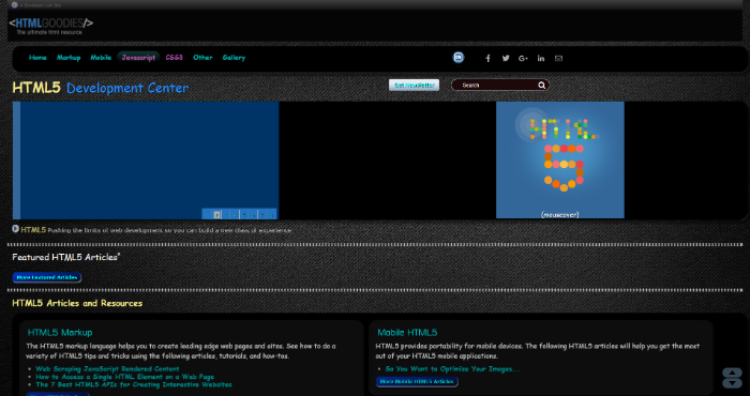 <HTMLGOODIES/>
The ultimate html resource
Home Markup Mobile Javascript CSS3 Other Gallery
HTML5 Development Center
Get Newsletter
Search
HTML
5
(mouseover)
HTML5 Pushing the limits of web development so you can build a new class of experience
Featured HTML5 Articles*
More Featured Articles
HTML5 Articles and Resources
HTML5 Markup
The HTML5 markup language helps you to create leading edge web pages and sites. See how to do a
variety of HTML5 tips and tricks using the following articles, tutorials, and how-tos.
Web Scraping JavaScript Rendered Content
How to Access a Single HTML Element on a Web Page
The 7 Best HTML5 APIs for Creating Interactive Websites
Mobile HTML5
HTML5 provides portability for mobile devices. The following HTML5 articles will help you get the most
out of your HTML5 mobile applications.
So You Want to Optimize Your Images...
More Mobile HTML5 Articles